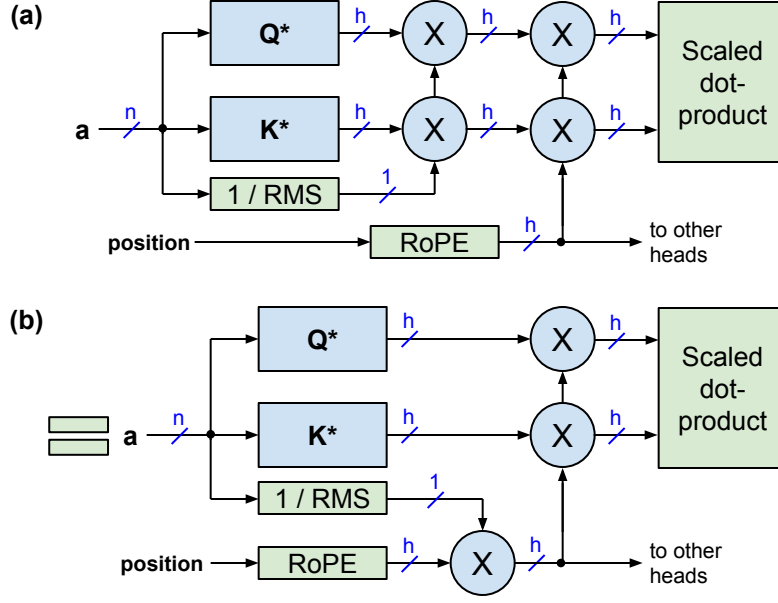 (a)
Q*
h
X
h
X
h
Scaled
dot-
product
a
n
K*
h
X
h
X
h
1 / RMS
1
position
RoPE
h
to other
heads
(b)
Q*
h
X
h
Scaled
dot-
product
a
n
K*
h
X
h
1 / RMS
1
position
RoPE
h
X
h
to other
heads